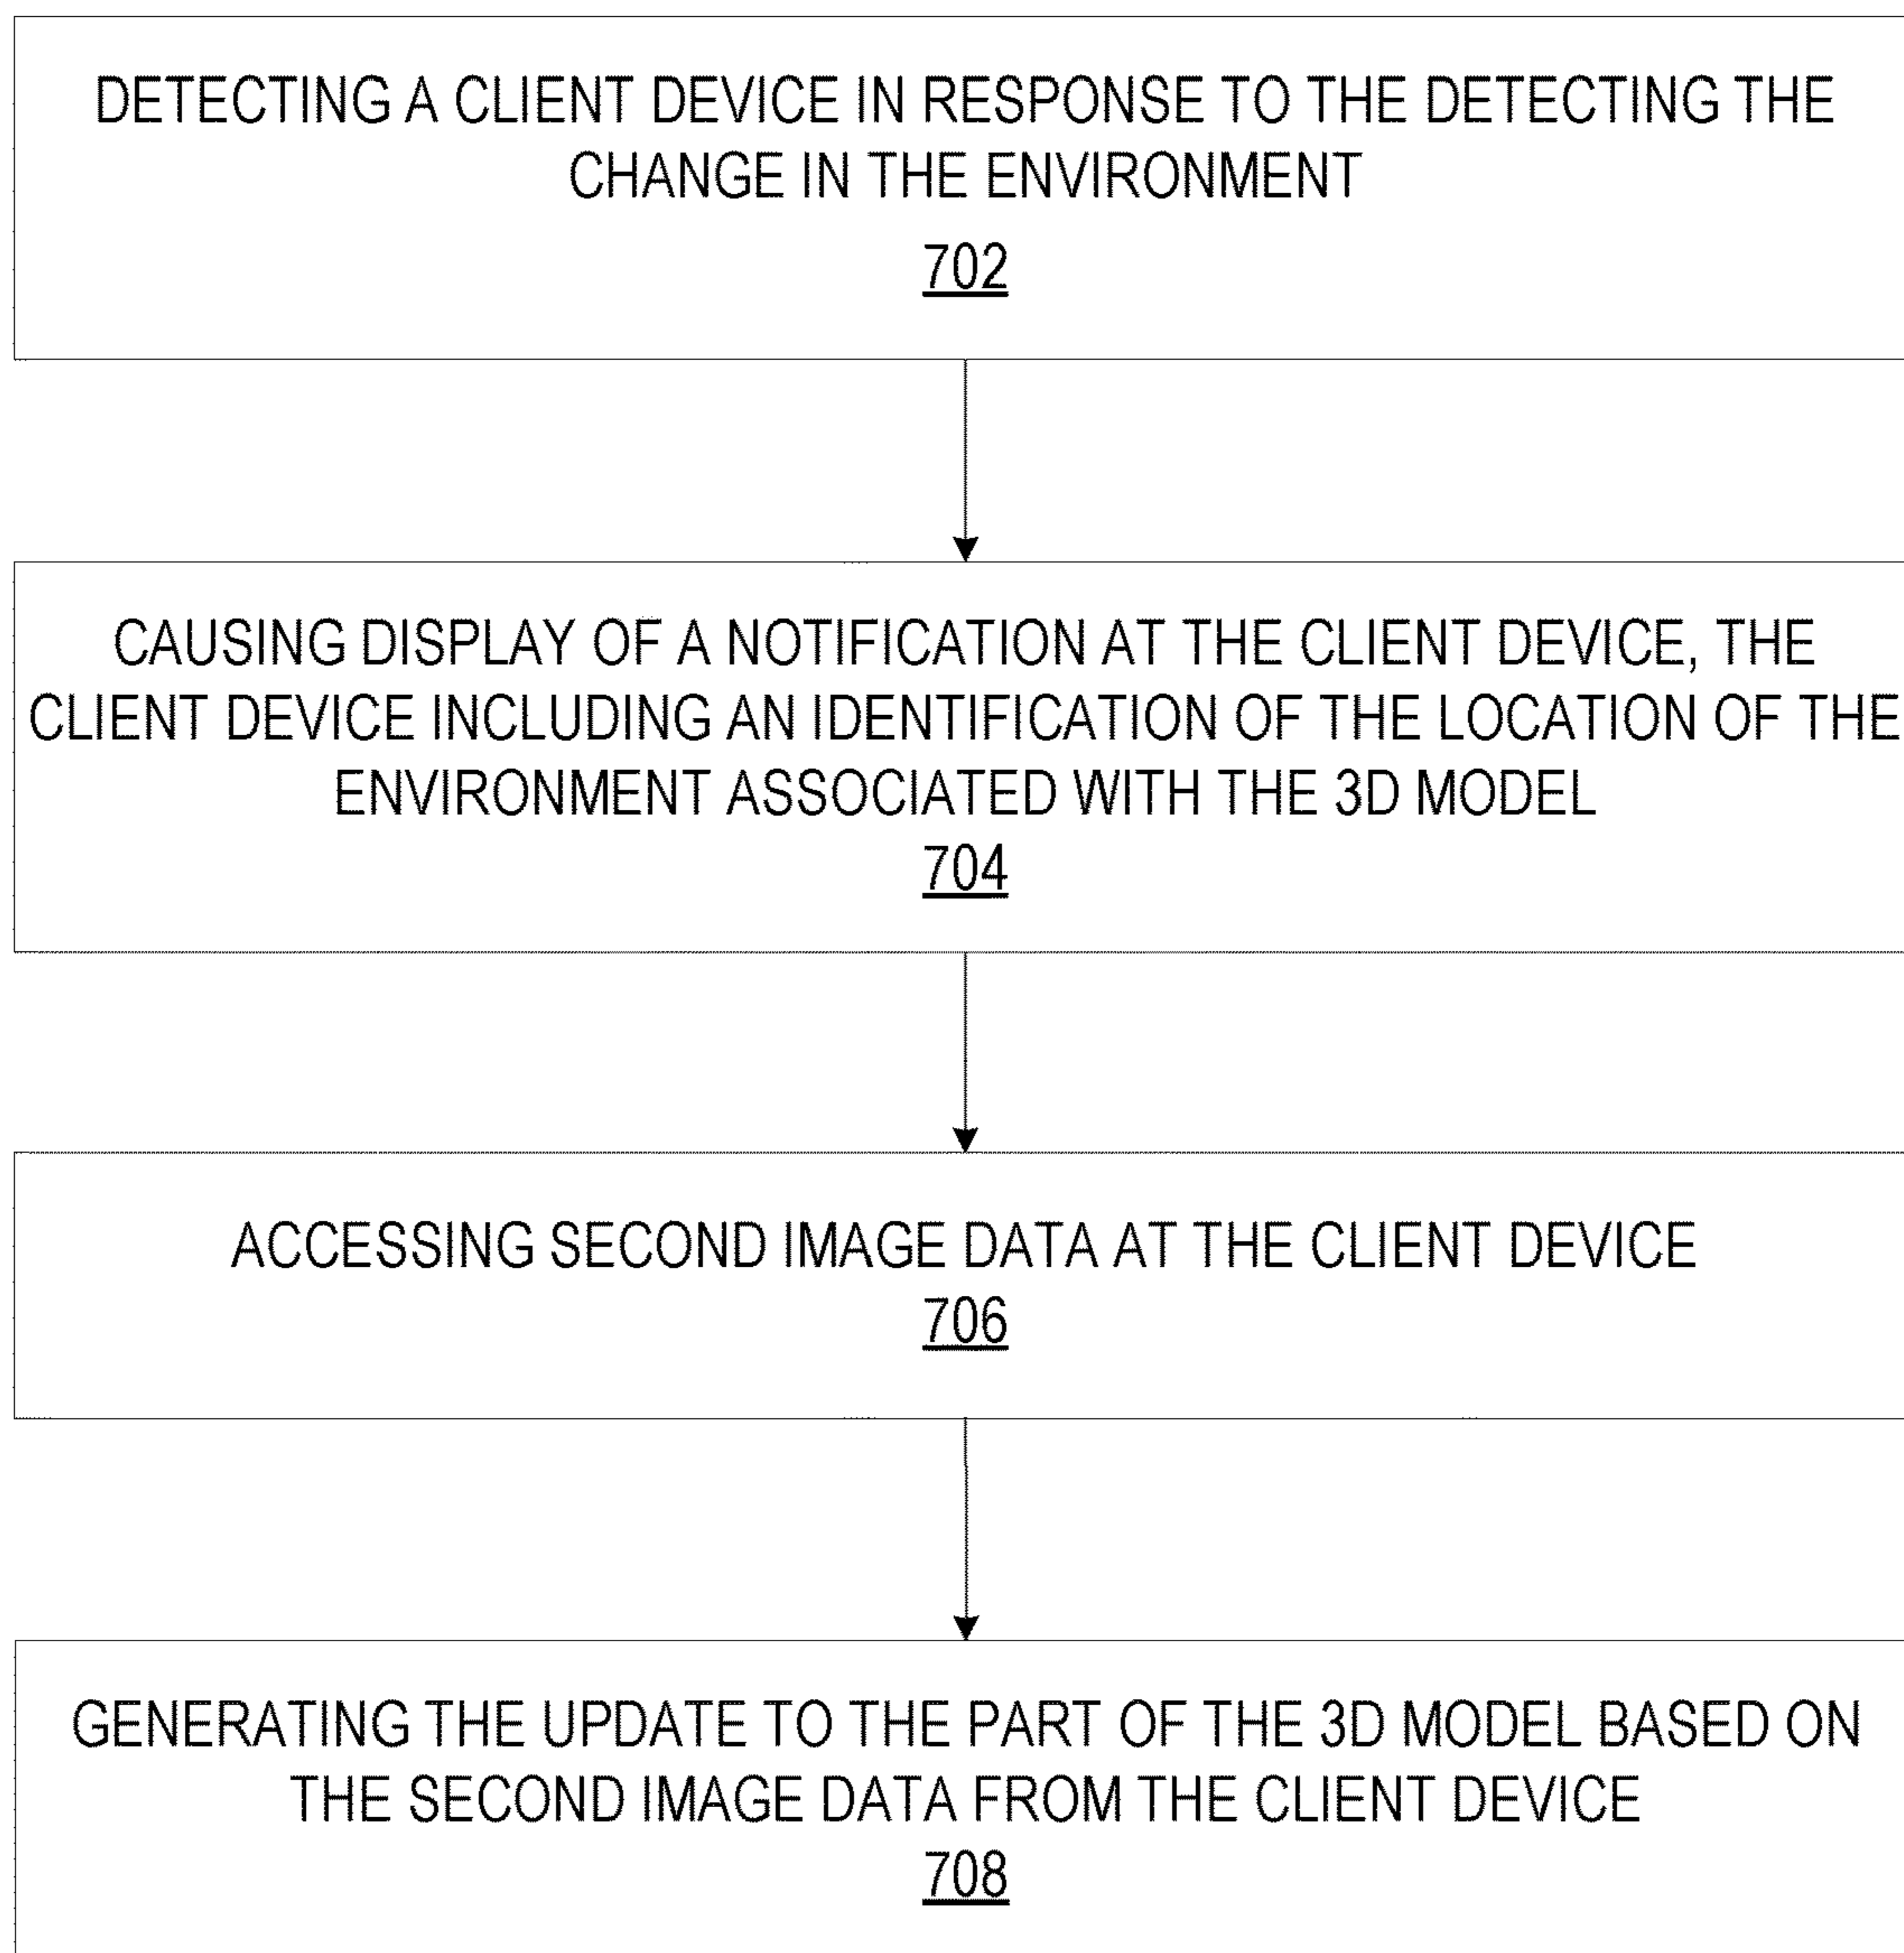 DETECTING A CLIENT DEVICE IN RESPONSE TO THE DETECTING THE
CHANGE IN THE ENVIRONMENT
702
CAUSING DISPLAY OF A NOTIFICATION AT THE CLIENT DEVICE, THE
CLIENT DEVICE INCLUDING AN IDENTIFICATION OF THE LOCATION OF THE
ENVIRONMENT ASSOCIATED WITH THE 3D MODEL
704
ACCESSING SECOND IMAGE DATA AT THE CLIENT DEVICE
706
GENERATING THE UPDATE TO THE PART OF THE 3D MODEL BASED ON
THE SECOND IMAGE DATA FROM THE CLIENT DEVICE
708